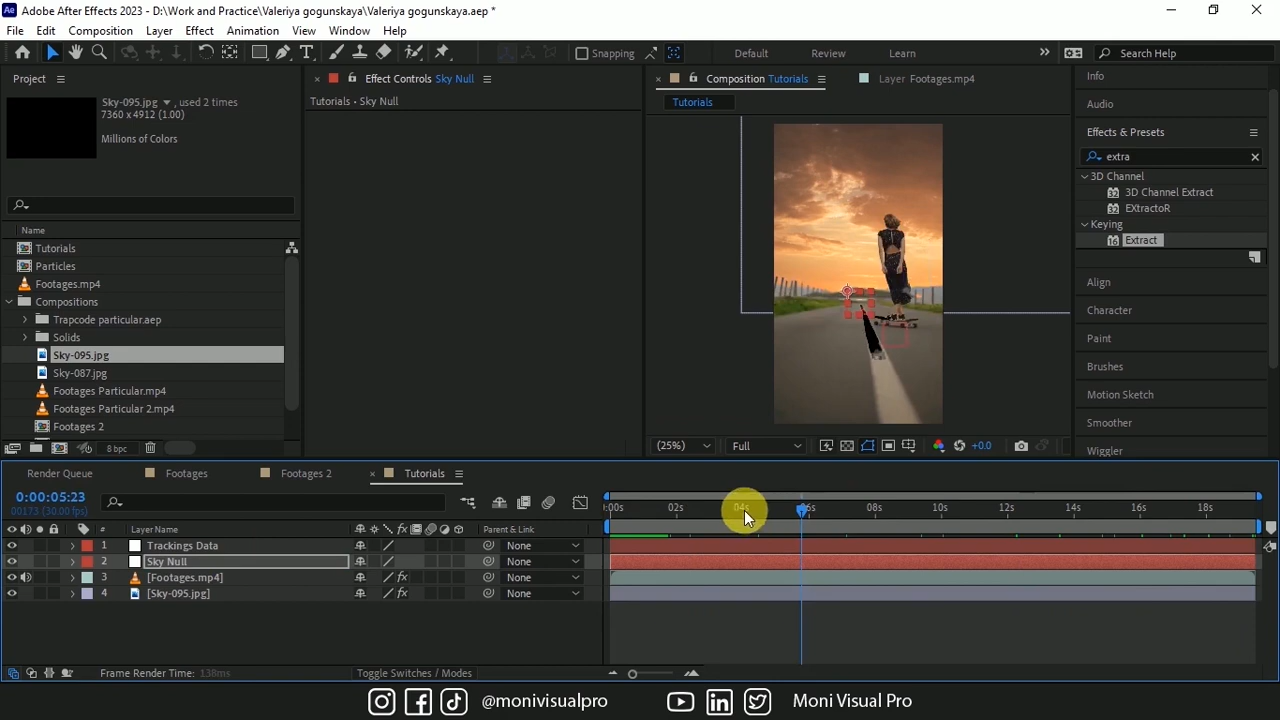 Adobe After Effects 2023 - D:\Work and Practice\Valeriya gogunskaya\Valeriya gogunskaya.aep *
File Edit Composition Layer Effect Animation View Window Help
Snapping Default Review Learn Search Help
Project
Sky-095.jpg , used 2 times
7360 x 4912 (1.00)
Millions of Colors
Name
Tutorials
Particles
Footages.mp4
Compositions
Trapcode particular.aep
Solids
Sky-095.jpg
Sky-087.jpg
Footages Particular.mp4
Footages Particular 2.mp4
Footages 2
8 bpc
Effect Controls Sky Null
Tutorials • Sky Null
Composition Tutorials Layer Footages.mp4
Tutorials
(25%) Full +0.0
Info
Audio
Effects & Presets
extra
3D Channel
32 3D Channel Extract
32 EXtractoR
Keying
16 Extract
Align
Character
Paint
Brushes
Motion Sketch
Smoother
Wiggler
Render Queue Footages Footages 2 Tutorials
0:00:05:23
00173 (30.00 fps)
:00s 02s 04s 06s 08s 10s 12s 14s 16s 18s
# Layer Name fx Parent & Link
1 Trackings Data None
2 Sky Null None
3 [Footages.mp4] fx None
4 [Sky-095.jpg] fx None
Frame Render Time: 138ms Toggle Switches / Modes
@monivisualpro Moni Visual Pro